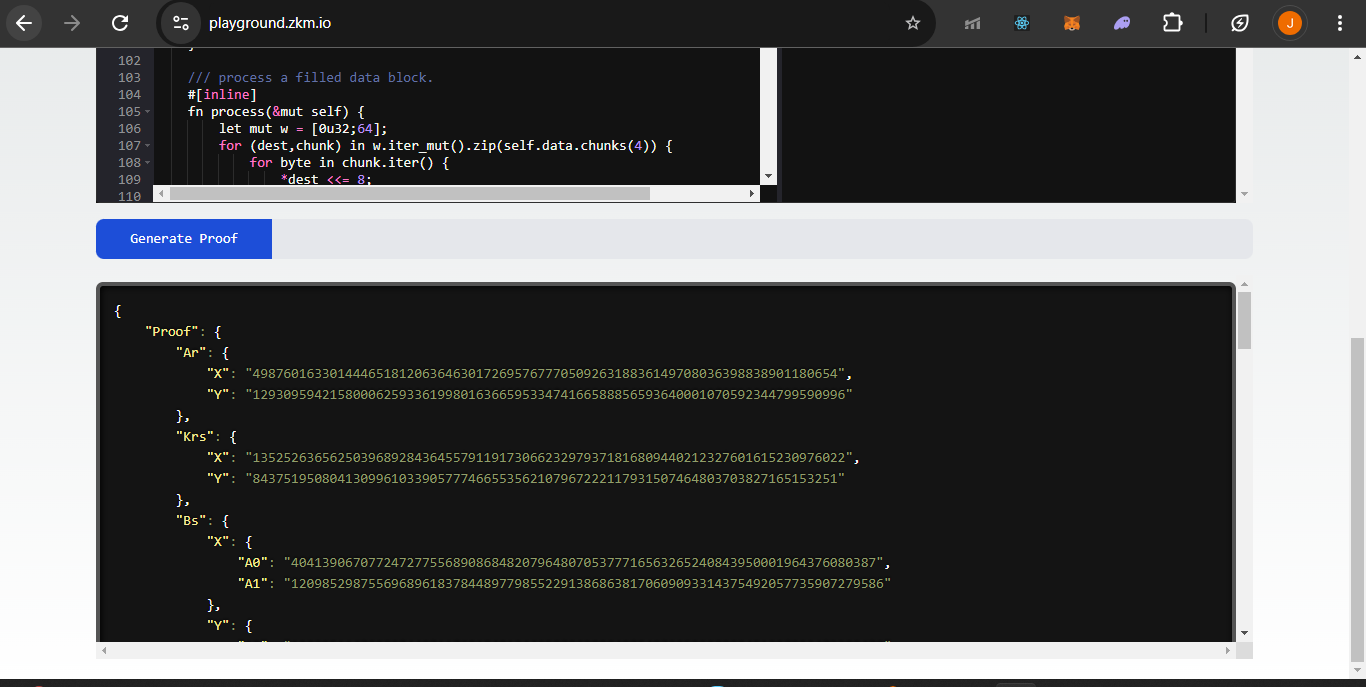 playground.zkm.io
J
102
103 /// process a filled data block.
104 #[inline]
105 fn process(&mut self) {
106 let mut w = [0u32;64];
107 for (dest,chunk) in w.iter_mut().zip(self.data.chunks(4)) {
108 for byte in chunk.iter() {
109 *dest <<= 8;
110
Generate Proof
{
"Proof": {
"Ar": {
"X": "4987601633014446518120636463017269576777050926318836149708036398838901180654",
"Y": "12930959421580006259336199801636659533474166588856593640001070592344799590996"
},
"Krs": {
"X": "13525263656250396892843645579119173066232979371816809440212327601615230976022",
"Y": "8437519508041309961033905777466553562107967222117931507464803703827165153251"
},
"Bs": {
"X": {
"A0": "4041390670772472775568908684820796480705377716563265240843950001964376080387",
"A1": "12098529875569689618378448977985522913868638170609093314375492057735907279586"
},
"Y": {